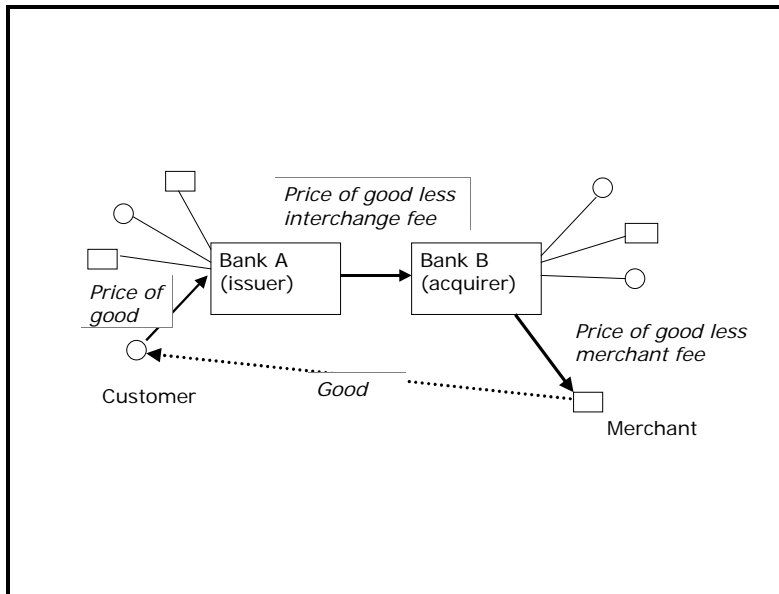 Price of good less
interchange fee
Bank A
(issuer)
Bank B
(acquirer)
Price of
good
Price of good less
merchant fee
Good
Customer
Merchant